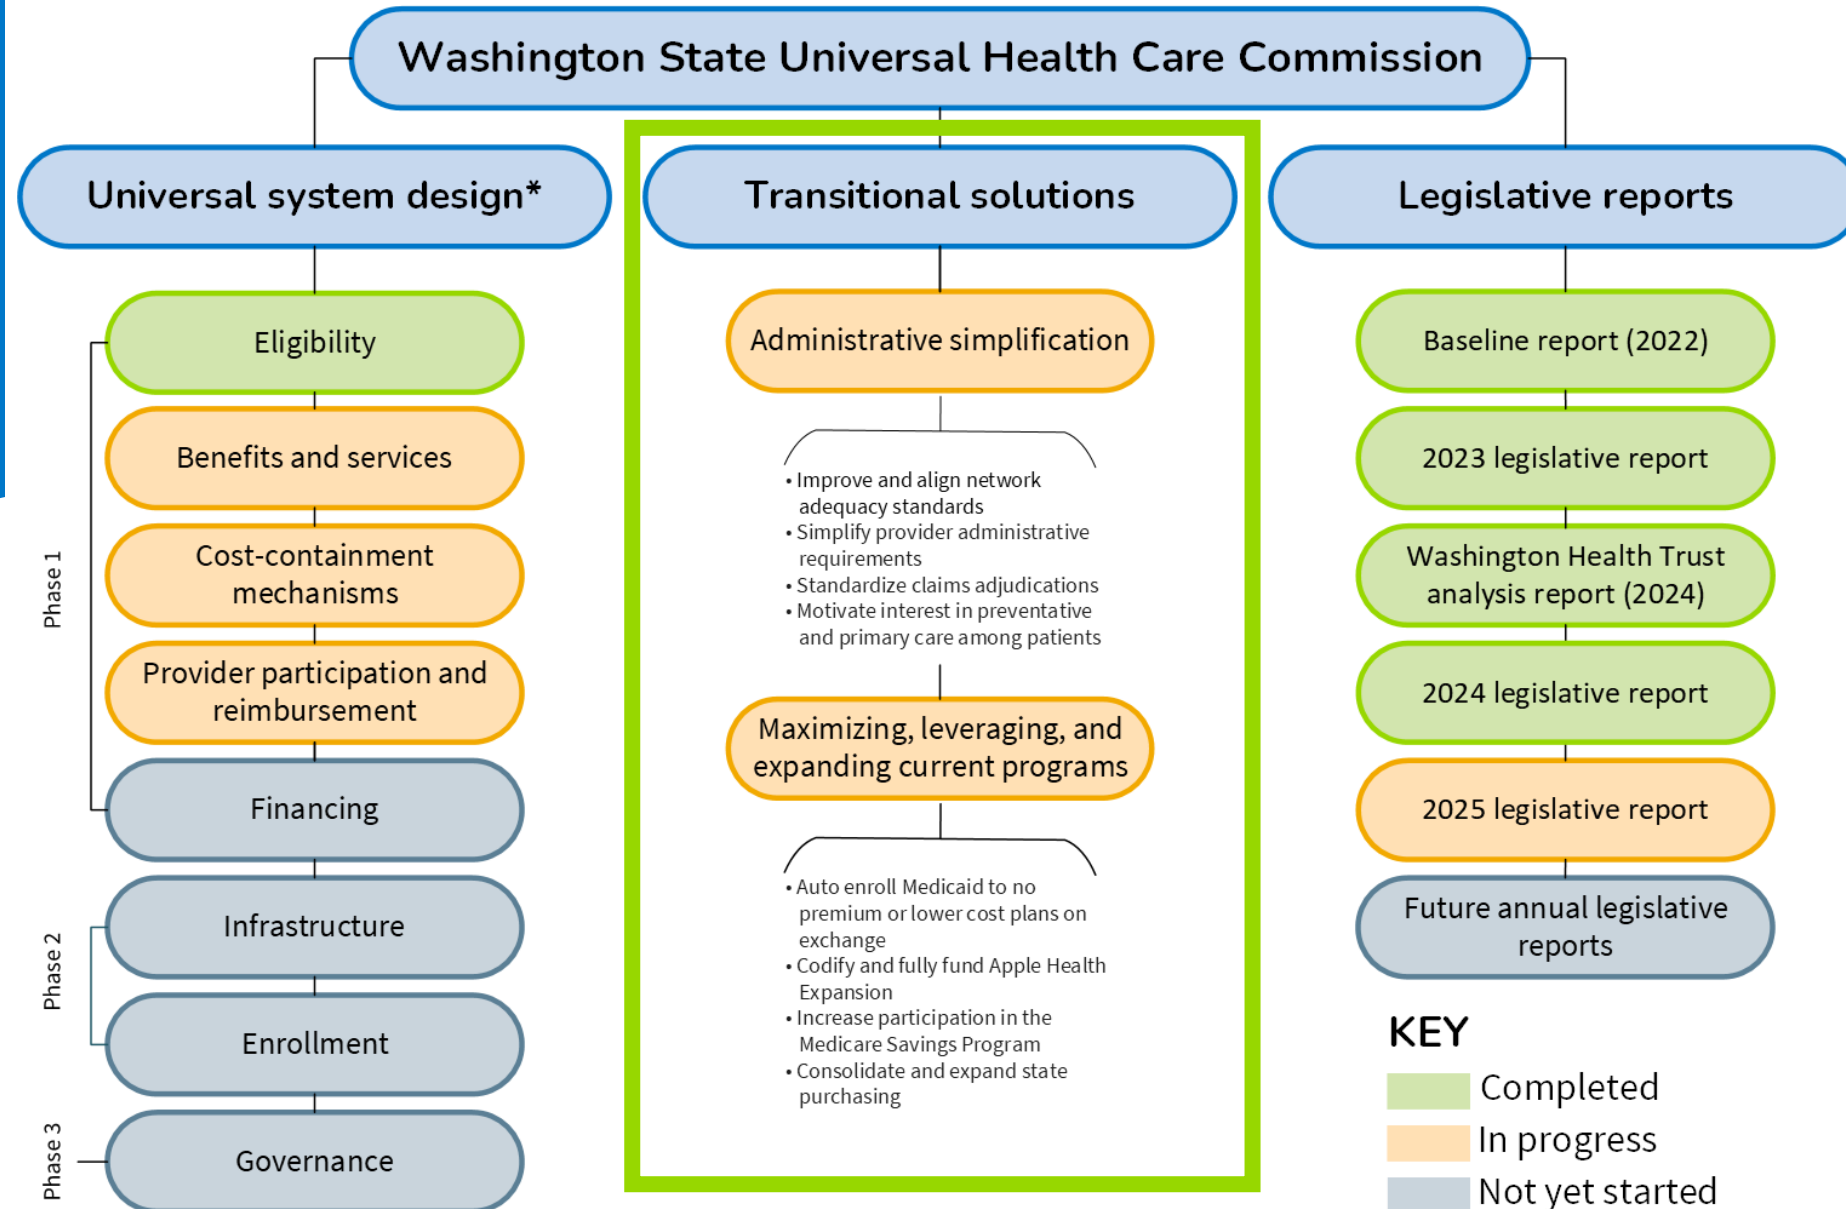 Washington State Universal Health Care Commission
Universal system design*
Phase 1
Eligibility
Benefits and services
Cost-containment
mechanisms
Provider participation and
reimbursement
Financing
Phase 2
Infrastructure
Enrollment
Phase 3
Governance
Transitional solutions
Administrative simplification
• Improve and align network
adequacy standards
• Simplify provider administrative
requirements
• Standardize claims adjudications
• Motivate interest in preventative
and primary care among patients
Maximizing, leveraging, and
expanding current programs
• Auto enroll Medicaid to no
premium or lower cost plans on
exchange
• Codify and fully fund Apple Health
Expansion
• Increase participation in the
Medicare Savings Program
• Consolidate and expand state
purchasing
Legislative reports
Baseline report (2022)
2023 legislative report
Washington Health Trust
analysis report (2024)
2024 legislative report
2025 legislative report
Future annual legislative
reports
KEY
Completed
In progress
Not yet started